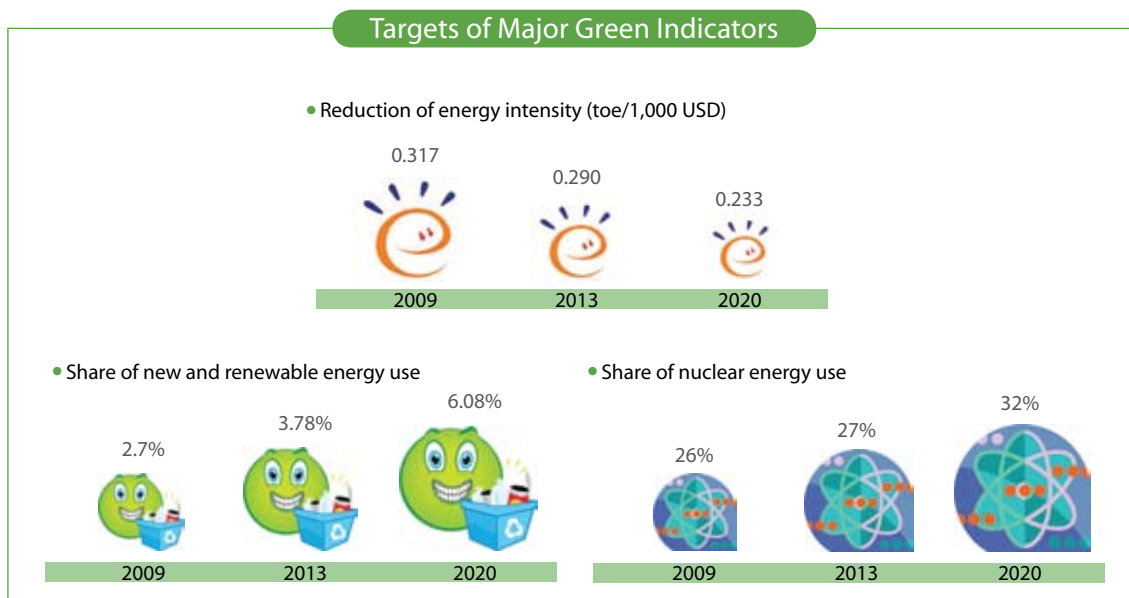 Targets of Major Green Indicators
• Reduction of energy intensity (toe/1,000 USD)
0.317
0.290
0.233
2009 2013 2020
• Share of new and renewable energy use
2.7%
3.78%
6.08%
2009 2013 2020
• Share of nuclear energy use
26%
27%
32%
2009 2013 2020